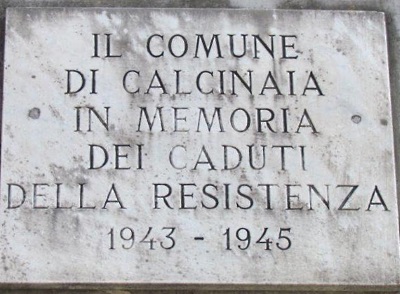 IL COMUNE
DI CALCINAIA
IN MEMORIA
DEI CADUTI
DELLA RESISTENZA
1943 - 1945